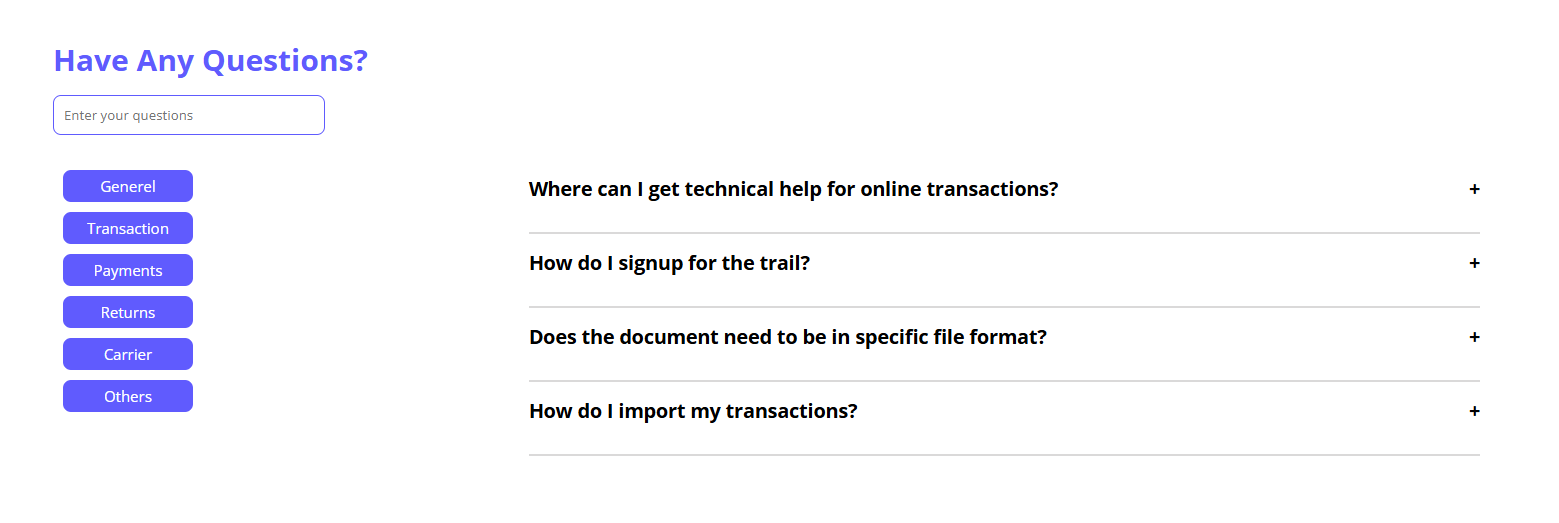 Have Any Questions?
Enter your questions
Generel
Transaction
Payments
Returns
Carrier
Others
Where can I get technical help for online transactions? +
How do I signup for the trail? +
Does the document need to be in specific file format? +
How do I import my transactions? +